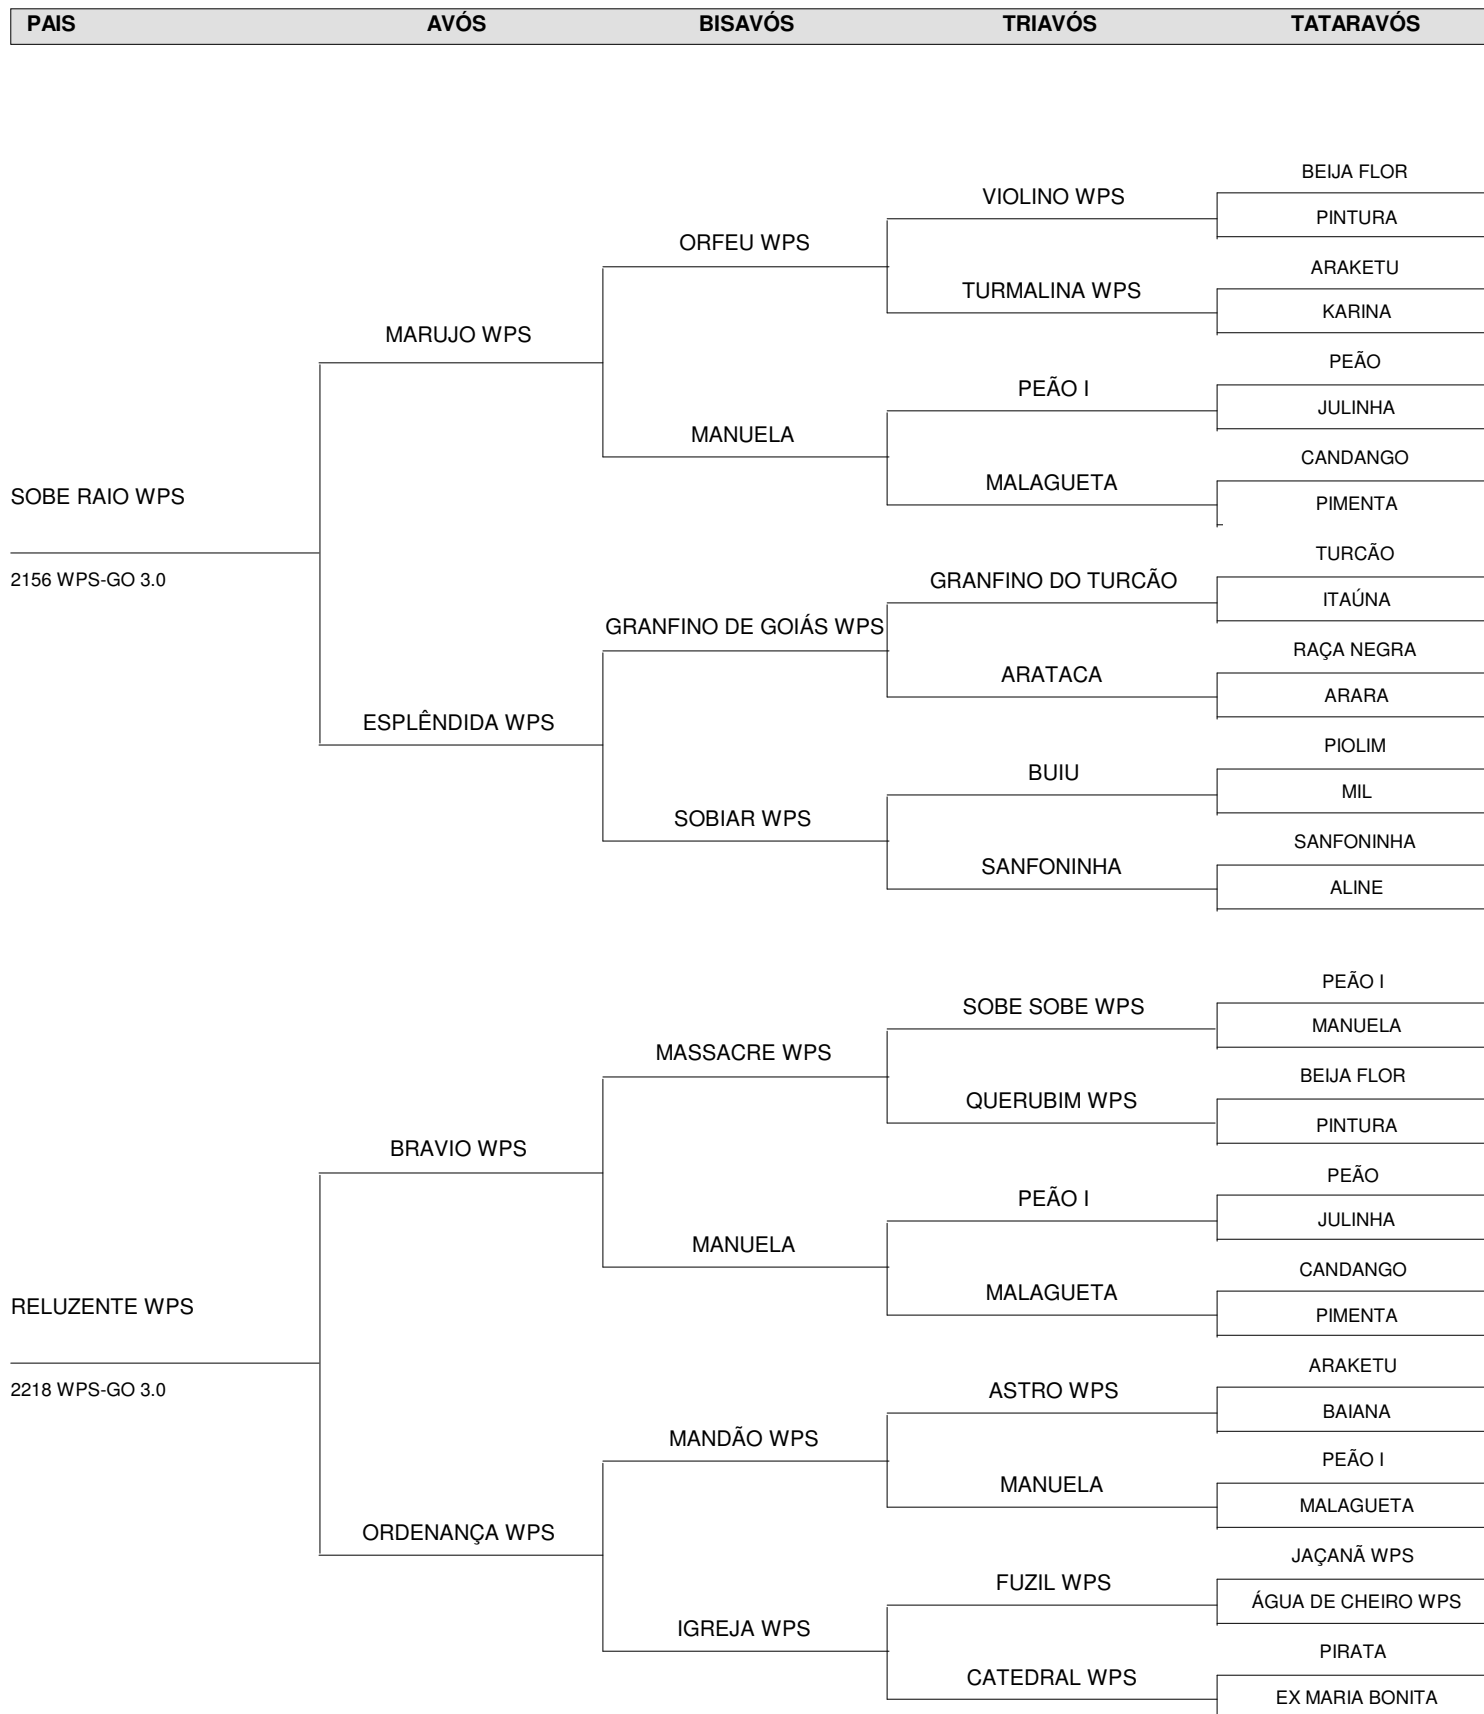 PAIS AVÓS BISAVÓS TRIAVÓS TATARAVÓS
BEIJA FLOR
VIOLINO WPS
PINTURA
ORFEU WPS
ARAKETU
TURMALINA WPS
KARINA
MARUJO WPS
PEÃO
PEÃO I
JULINHA
MANUELA
CANDANGO
MALAGUETA
SOBE RAIO WPS
PIMENTA
TURCÃO
2156 WPS-GO 3.0
GRANFINO DO TURCÃO
ITAÚNA
GRANFINO DE GOIÁS WPS
RAÇA NEGRA
ARATACA
ARARA
ESPLÊNDIDA WPS
PIOLIM
BUIU
MIL
SOBIAR WPS
SANFONINHA
SANFONINHA
ALINE
PEÃO I
SOBE SOBE WPS
MANUELA
MASSACRE WPS
BEIJA FLOR
QUERUBIM WPS
PINTURA
BRAVIO WPS
PEÃO
PEÃO I
JULINHA
MANUELA
CANDANGO
MALAGUETA
RELUZENTE WPS
PIMENTA
ARAKETU
2218 WPS-GO 3.0
ASTRO WPS
BAIANA
MANDÃO WPS
PEÃO I
MANUELA
MALAGUETA
ORDENANÇA WPS
JAÇANÃ WPS
FUZIL WPS
ÁGUA DE CHEIRO WPS
IGREJA WPS
PIRATA
CATEDRAL WPS
EX MARIA BONITA